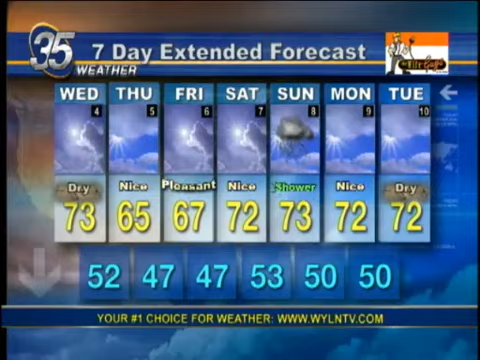 35 7 Day Extended Forecast
WEATHER
WED THU FRI SAT SUN MON TUE
4 5 6 7 8 9 10
Dry Nice Pleasant Nice Shower Nice Dry
73 65 67 72 73 72 72
52 47 47 53 50 50
YOUR #1 CHOICE FOR WEATHER: WWW.WYLNTV.COM